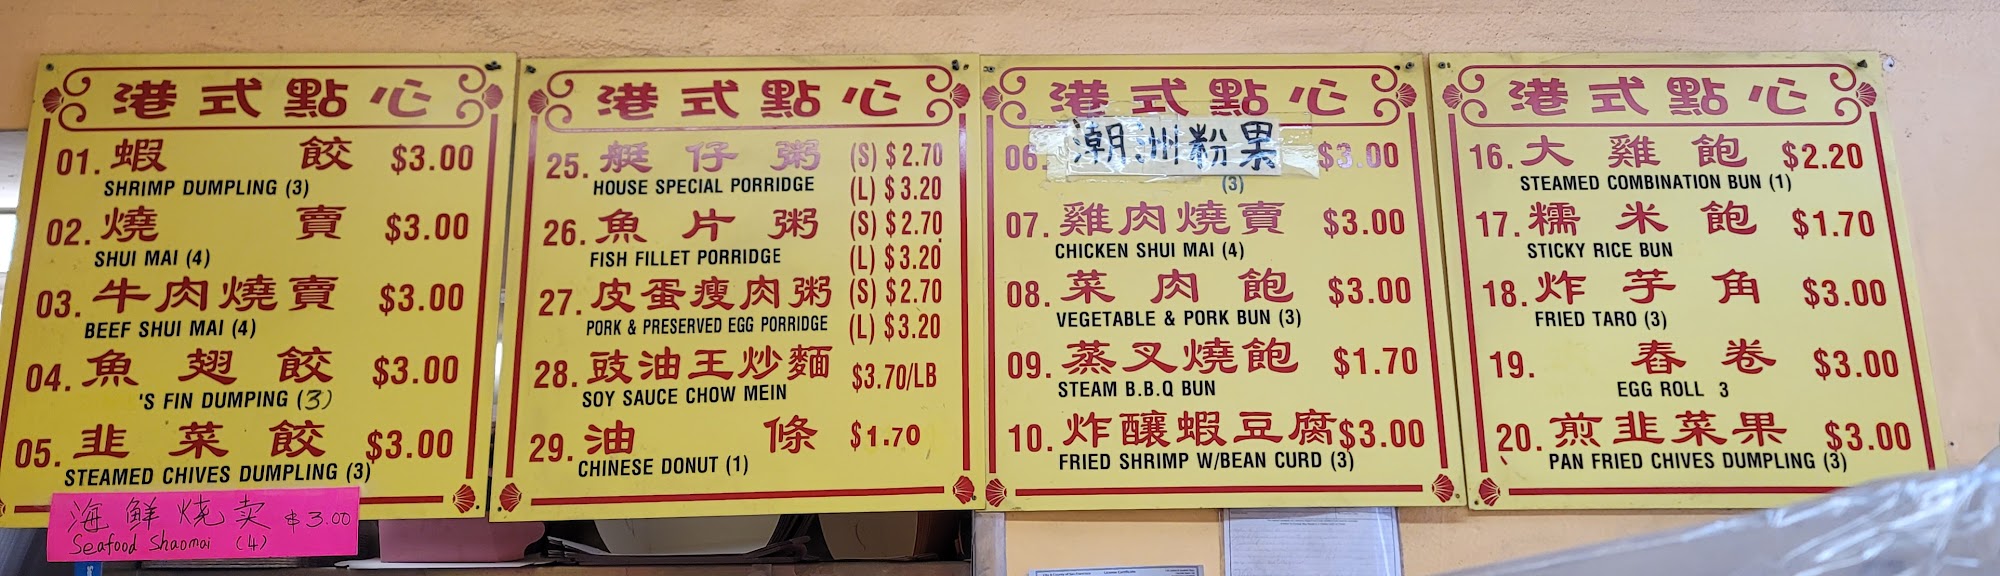 港式點心
01. 蝦餃 $3.00
SHRIMP DUMPLING (3)
02. 燒賣 $3.00
SHUI MAI (4)
03. 牛肉燒賣 $3.00
BEEF SHUI MAI (4)
04. 魚翅餃 $3.00
'S FIN DUMPING (3)
05. 韭菜餃 $3.00
STEAMED CHIVES DUMPLING (3)
海鲜烧卖 $3.00
Seafood Shaomai (4)
港式點心
25. 艇仔粥 (S) $2.70
HOUSE SPECIAL PORRIDGE (L) $3.20
26. 魚片粥 (S) $2.70
FISH FILLET PORRIDGE (L) $3.20
27. 皮蛋瘦肉粥 (S) $2.70
PORK & PRESERVED EGG PORRIDGE (L) $3.20
28. 豉油王炒麵 $3.70/LB
SOY SAUCE CHOW MEIN
29. 油條 $1.70
CHINESE DONUT (1)
港式點心
06 潮洲粉果 $3.00
(3)
07. 雞肉燒賣 $3.00
CHICKEN SHUI MAI (4)
08. 菜肉飽 $3.00
VEGETABLE & PORK BUN (3)
09. 蒸叉燒飽 $1.70
STEAM B.B.Q BUN
10. 炸釀蝦豆腐 $3.00
FRIED SHRIMP W/BEAN CURD (3)
港式點心
16. 大雞飽 $2.20
STEAMED COMBINATION BUN (1)
17. 糯米飽 $1.70
STICKY RICE BUN
18. 炸芋角 $3.00
FRIED TARO (3)
19. 春卷 $3.00
EGG ROLL 3
20. 煎韭菜果 $3.00
PAN FRIED CHIVES DUMPLING (3)